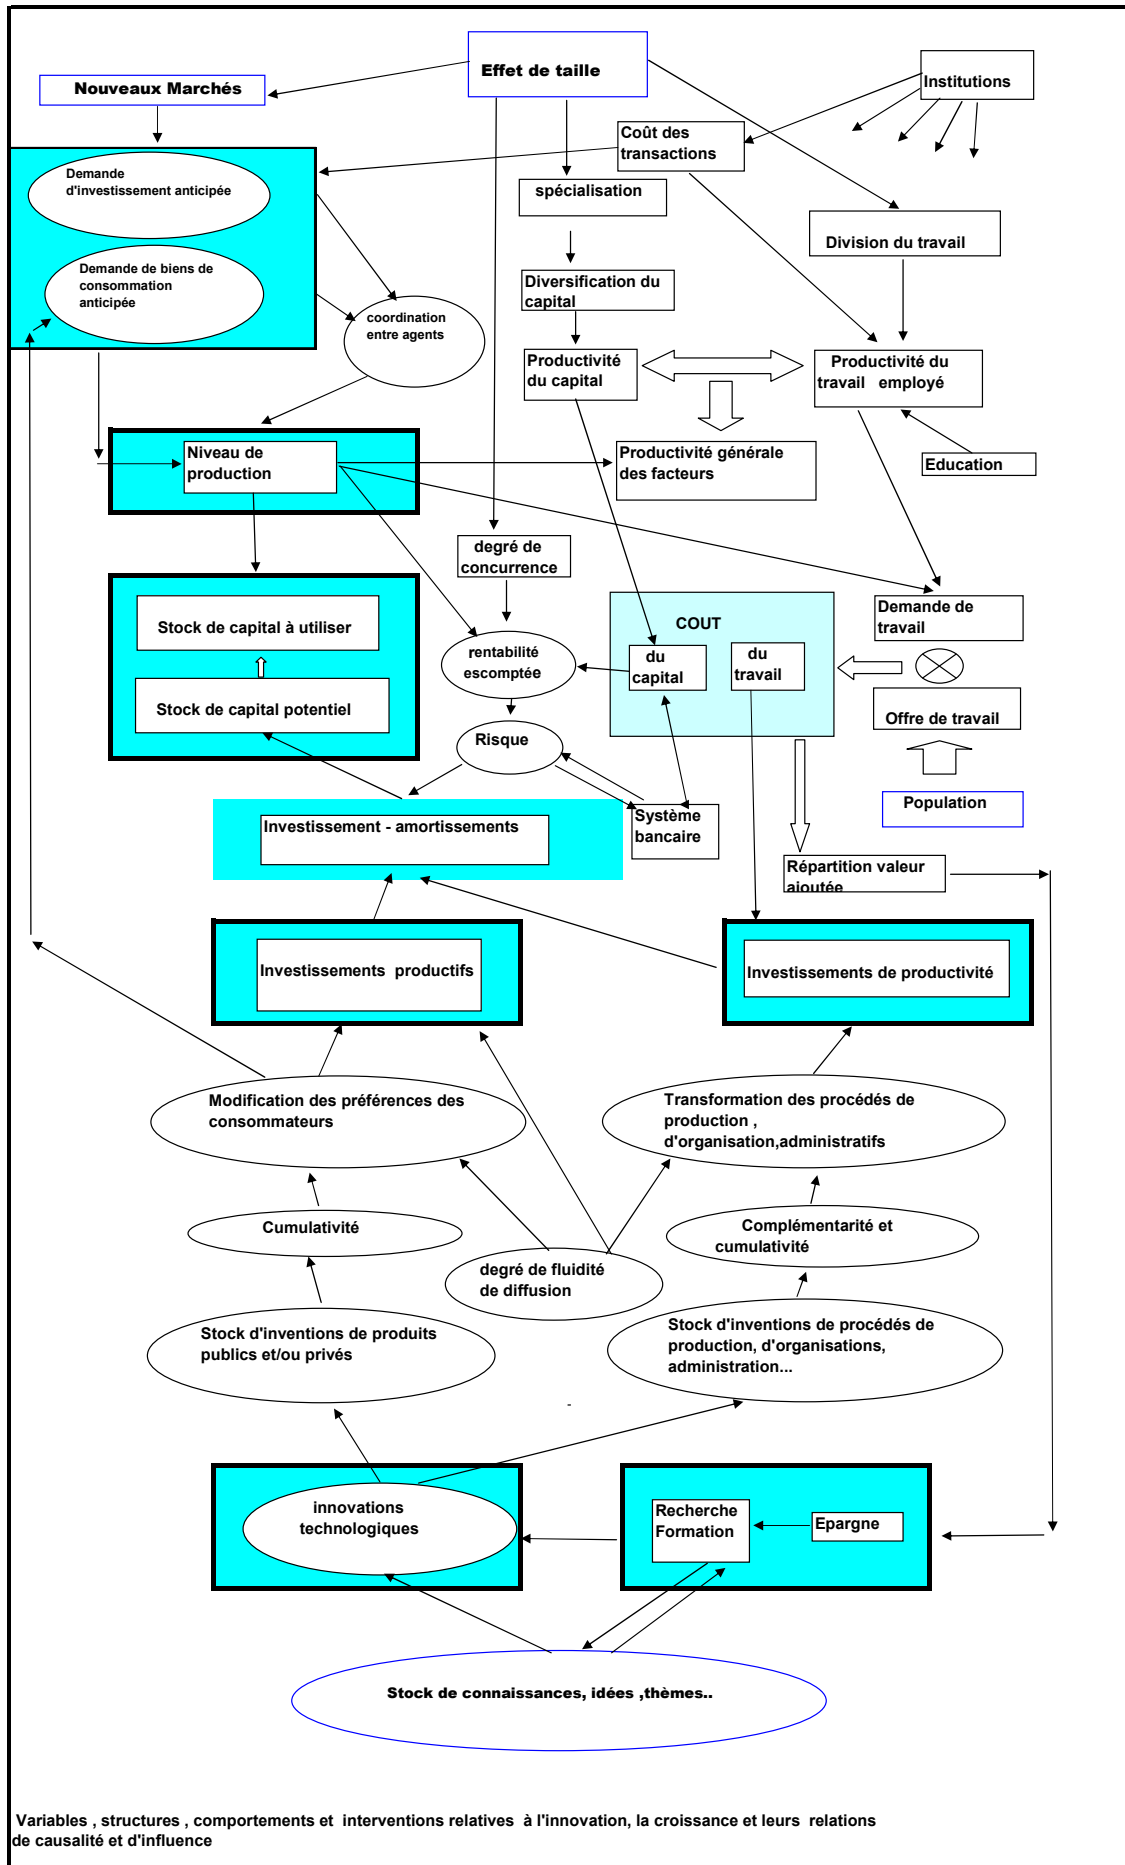 Effet de taille
Nouveaux Marchés
Institutions
Coût des
transactions
Demande
d'investissement anticipée
spécialisation
Division du travail
Demande de biens de
consommation
anticipée
Diversification du
capital
coordination
entre agents
Productivité
du capital
Productivité du
travail employé
Niveau de
production
Productivité générale
des facteurs
Education
degré de
concurrence
Stock de capital à utiliser
COUT
Demande de
travail
rentabilité
escomptée
du
capital
du
travail
Stock de capital potentiel
Offre de travail
Risque
Population
Investissement - amortissements
Système
bancaire
Répartition valeur
ajoutée
Investissements productifs
Investissements de productivité
Modification des préférences des
consommateurs
Transformation des procédés de
production ,
d'organisation,administratifs
Cumulativité
Complémentarité et
cumulativité
degré de fluidité
de diffusion
Stock d'inventions de produits
publics et/ou privés
Stock d'inventions de procédés de
production, d'organisations,
administration...
-
innovations
technologiques
Recherche
Formation
Epargne
Stock de connaissances, idées ,thèmes..
Variables , structures , comportements et interventions relatives à l'innovation, la croissance et leurs relations
de causalité et d'influence